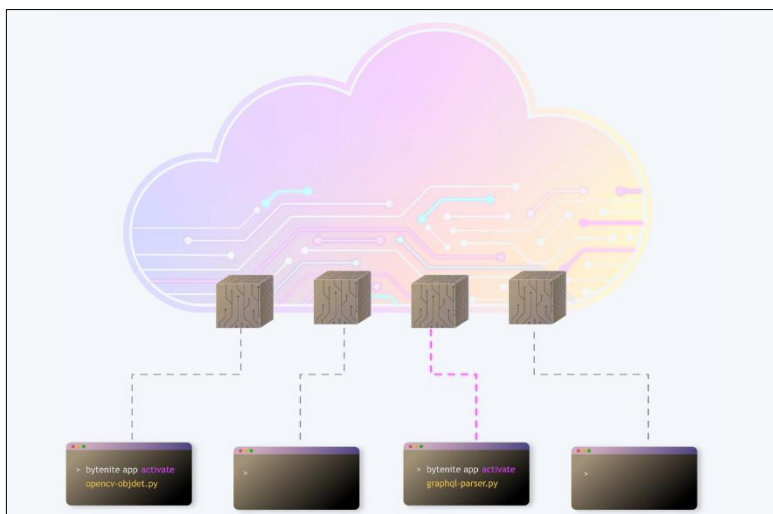 > bytenite app activate
opencv-objdet.py
>
> bytenite app activate
graphql-parser.py
>